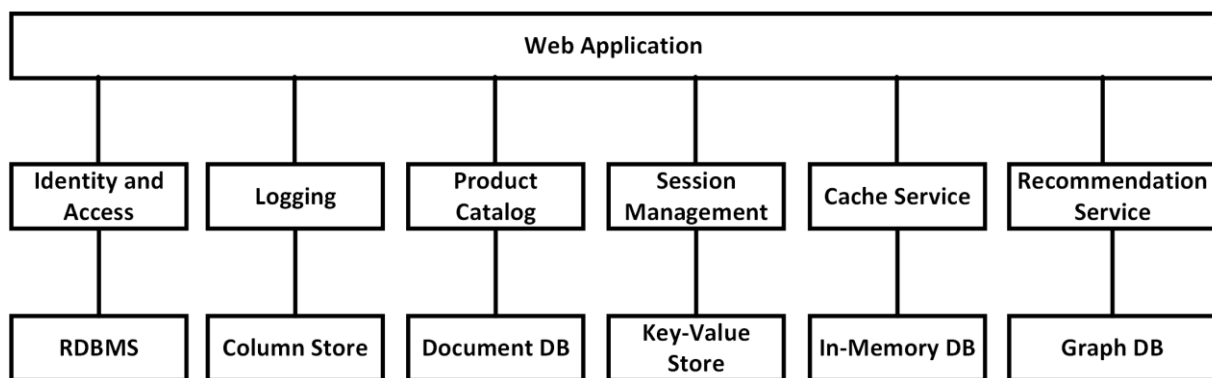 Web Application
Identity and
Access
Logging
Product
Catalog
Session
Management
Cache Service
Recommendation
Service
RDBMS
Column Store
Document DB
Key-Value
Store
In-Memory DB
Graph DB